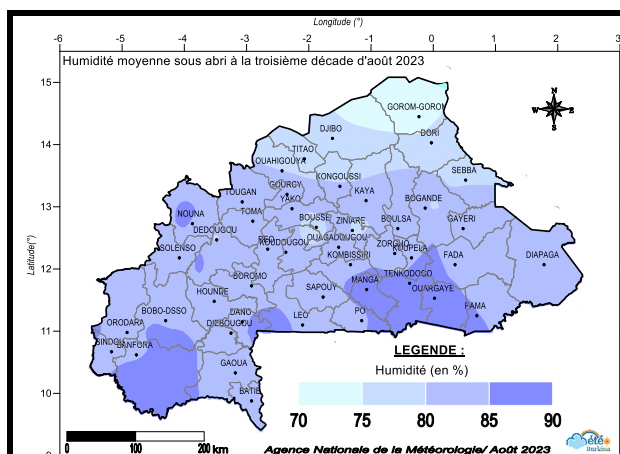 Longitude (°)
-6 -5 -4 -3 -2 -1 0 1 2 3
Humidité moyenne sous abri à la troisième décade d'août 2023
15
GOROM-GOROM
N
W E
S
DJIBO
DORI
14
TITAO
OUAHIGOUYA
SEBBA
KONGOUSSI
TOUGAN
GOURCY
KAYA
YAKO
BOGANDE
13
NOUNA
TOMA
BOUSSE
ZINIARE
BOULSA
GAYERI
DEDOUGOU
OUAGADOUGOU
SOLENSO
KOUDOUGOU
ZORGHO
KOUPELA
KOMBISSIRI
FADA
DIAPAGA
Latitude(°)
12
BOROMO
TENKODOGO
MANGA
HOUNDE
SAPOUY
OUARGAYE
BOBO-DSSO
DANO
LEO
PO
PAMA
ORODARA
DIEBOUGOU
11
SINDOU
BANFORA
LEGENDE :
GAOUA
Humidité (en %)
10
BATIE
70 75 80 85 90
0 100 200 km
Agence Nationale de la Météorologie/ Août 2023
météo
Burkina